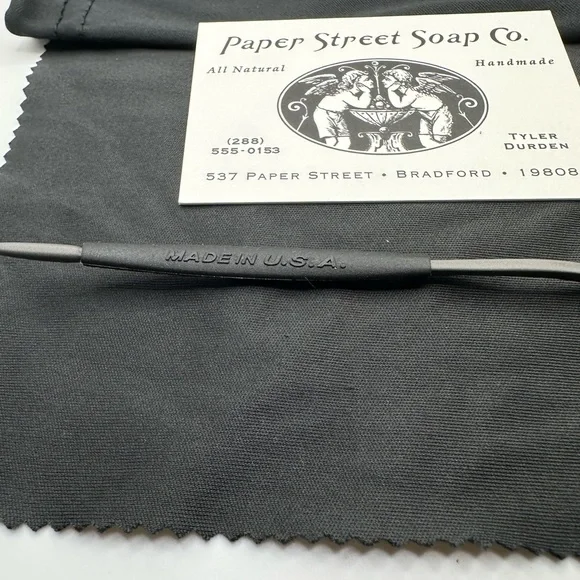 Paper Street Soap Co.
All Natural
Handmade
(288)
555-0153
Tyler
Durden
537 Paper Street • Bradford • 19808
MADE IN U.S.A.